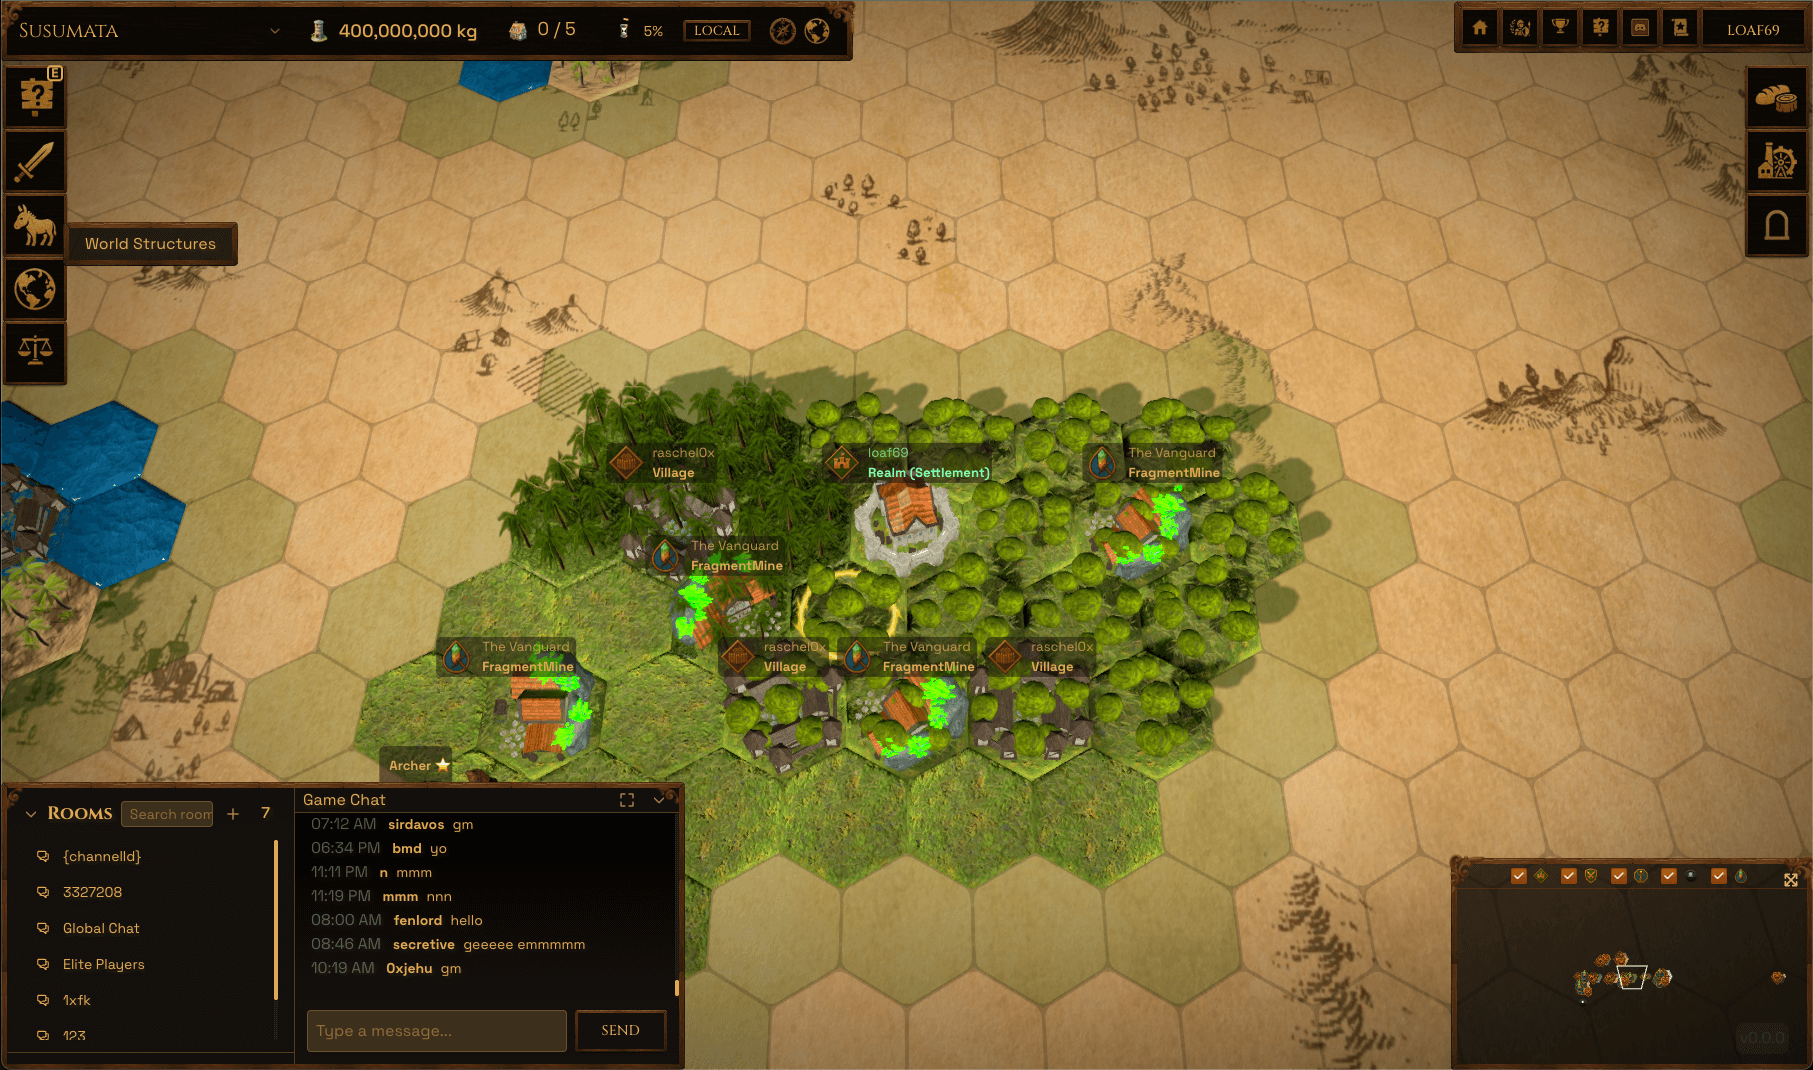 SUSUMATA
400,000,000 kg
0 / 5
5%
LOCAL
LOAF69
E
World Structures
raschel0x
Village
loaf69
Realm (Settlement)
The Vanguard
FragmentMine
The Vanguard
FragmentMine
The Vanguard
FragmentMine
raschel0x
Village
The Vanguard
FragmentMine
raschel0x
Village
Archer
ROOMS
Search room
+
7
{channelId}
3327208
Global Chat
Elite Players
1xfk
123
Game Chat
07:12 AM sirdavos gm
06:34 PM bmd yo
11:11 PM n mmm
11:19 PM mmm nnn
08:00 AM fenlord hello
08:46 AM secretive geeeee emmmmm
10:19 AM 0xjehu gm
Type a message...
SEND
v0.0.0